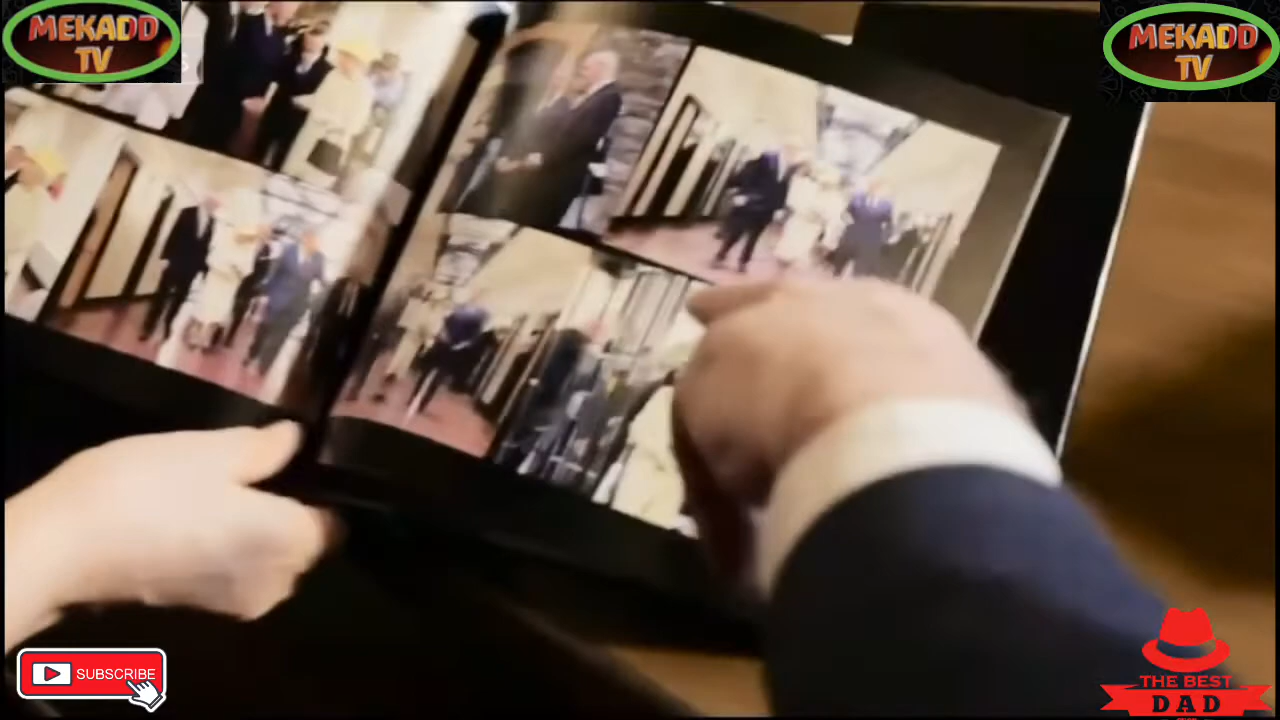 MEKADD
TV
MEKADD
TV
SUBSCRIBE
THE BEST
DAD